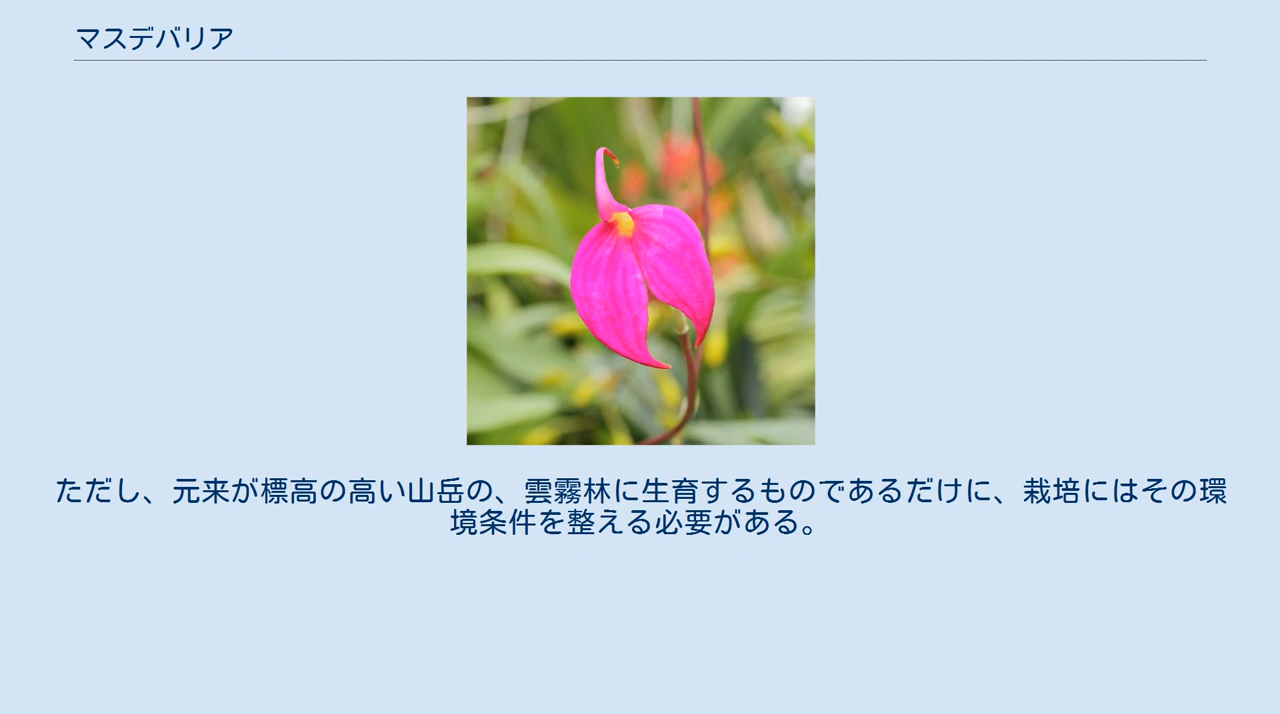 マスデバリア
ただし、元来が標高の高い山岳の、雲霧林に生育するものであるだけに、栽培にはその環
境条件を整える必要がある。